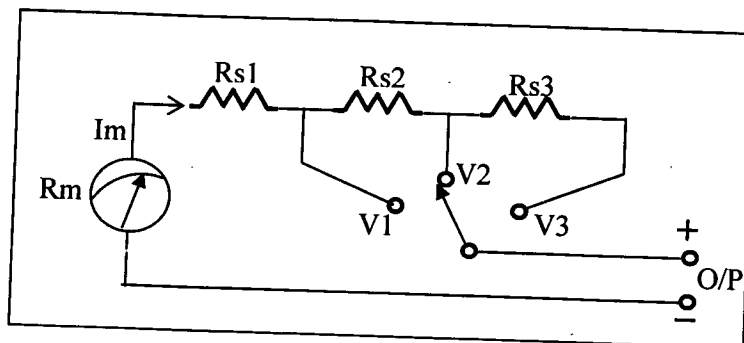 Rs1 Rs2 Rs3
Im
Rm
V1 V2 V3
+
O/P
−